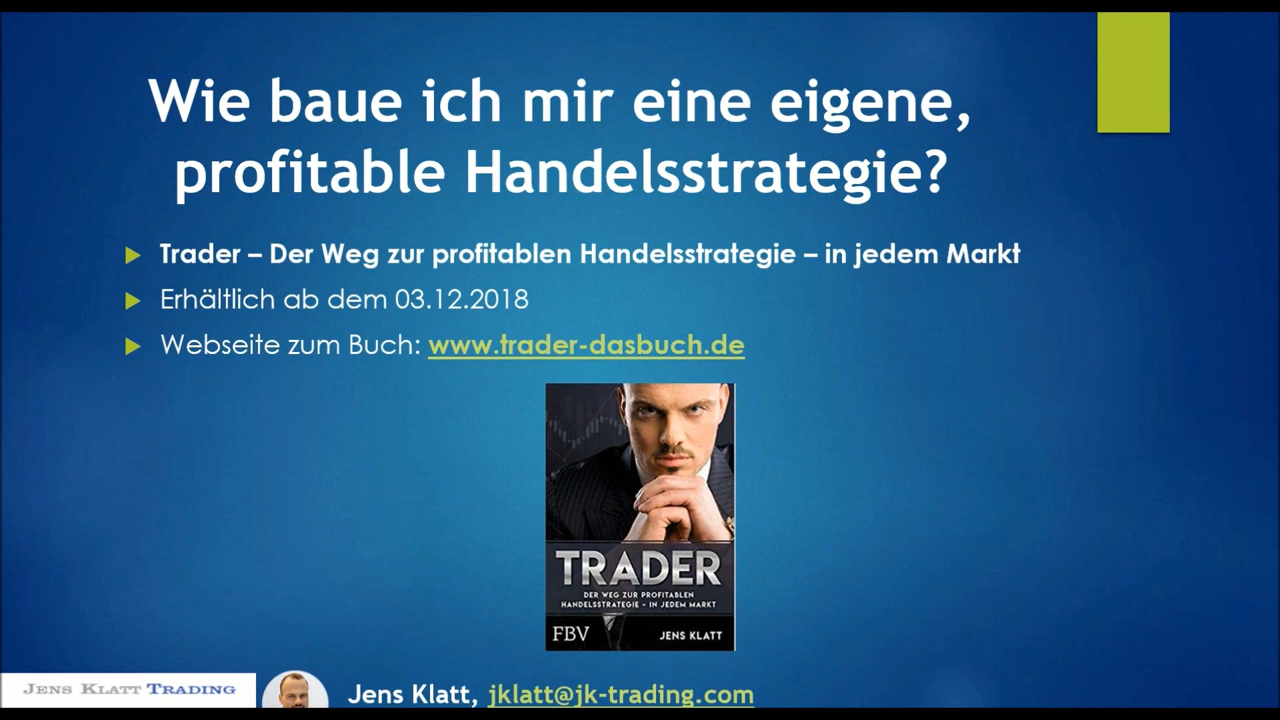 Wie baue ich mir eine eigene,
profitable Handelsstrategie?
Trader – Der Weg zur profitablen Handelsstrategie – in jedem Markt
Erhältlich ab dem 03.12.2018
Webseite zum Buch: www.trader-dasbuch.de
TRADER
DER WEG ZUR PROFITABLEN
HANDELSSTRATEGIE – IN JEDEM MARKT
FBV JENS KLATT
JENS KLATT TRADING
Jens Klatt, jklatt@jk-trading.com